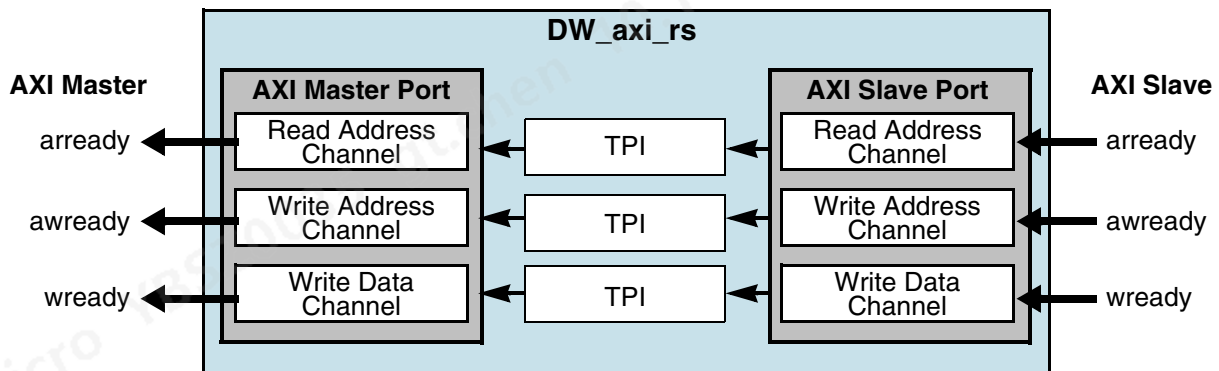 DW_axi_rs
AXI Master
AXI Master Port
AXI Slave Port
AXI Slave
arready
Read Address
Channel
TPI
Read Address
Channel
arready
awready
Write Address
Channel
TPI
Write Address
Channel
awready
wready
Write Data
Channel
TPI
Write Data
Channel
wready